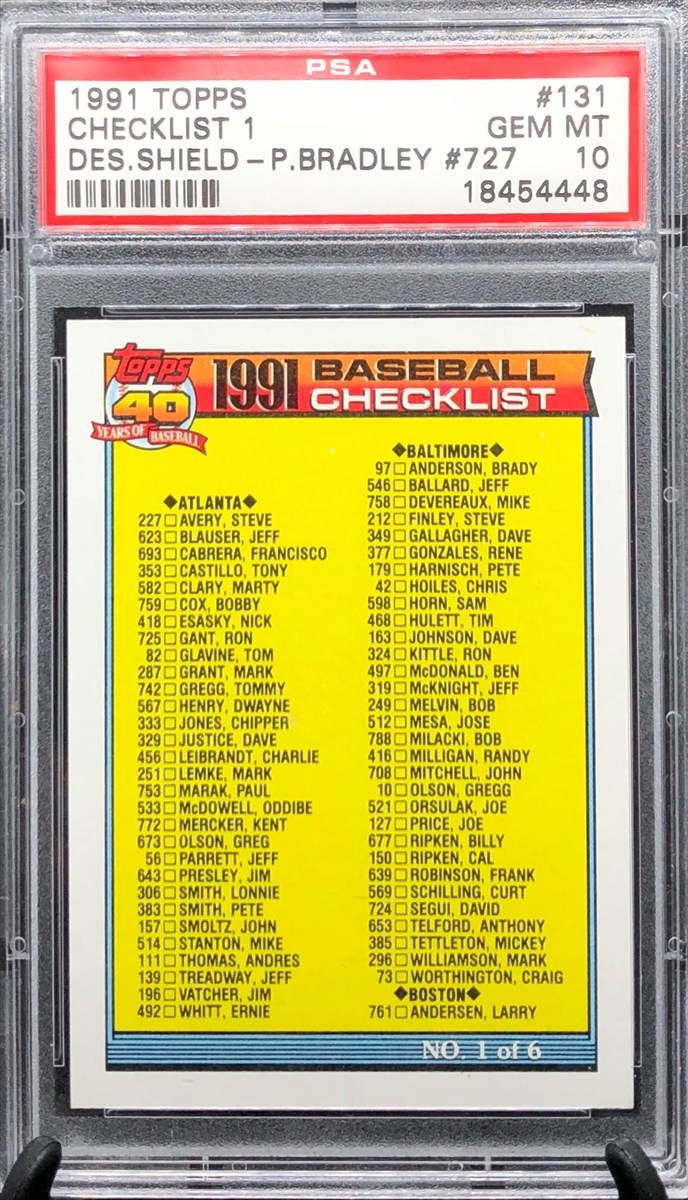 PSA
1991 TOPPS #131
CHECKLIST 1 GEM MT
DES.SHIELD-P.BRADLEY #727 10
18454448
Topps
40
YEARS OF BASEBALL
1991 BASEBALL
CHECKLIST
◆ATLANTA◆
227□AVERY, STEVE
623□BLAUSER, JEFF
693□CABRERA, FRANCISCO
353□CASTILLO, TONY
582□CLARY, MARTY
759□COX, BOBBY
418□ESASKY, NICK
725□GANT, RON
82□GLAVINE, TOM
287□GRANT, MARK
742□GREGG, TOMMY
567□HENRY, DWAYNE
333□JONES, CHIPPER
329□JUSTICE, DAVE
456□LEIBRANDT, CHARLIE
251□LEMKE, MARK
753□MARAK, PAUL
533□McDOWELL, ODDIBE
772□MERCKER, KENT
673□OLSON, GREG
56□PARRETT, JEFF
643□PRESLEY, JIM
306□SMITH, LONNIE
383□SMITH, PETE
157□SMOLTZ, JOHN
514□STANTON, MIKE
111□THOMAS, ANDRES
139□TREADWAY, JEFF
196□VATCHER, JIM
492□WHITT, ERNIE
◆BALTIMORE◆
97□ANDERSON, BRADY
546□BALLARD, JEFF
758□DEVEREAUX, MIKE
212□FINLEY, STEVE
349□GALLAGHER, DAVE
377□GONZALES, RENE
179□HARNISCH, PETE
42□HOILES, CHRIS
598□HORN, SAM
468□HULETT, TIM
163□JOHNSON, DAVE
324□KITTLE, RON
497□McDONALD, BEN
319□McKNIGHT, JEFF
249□MELVIN, BOB
512□MESA, JOSE
788□MILACKI, BOB
416□MILLIGAN, RANDY
708□MITCHELL, JOHN
10□OLSON, GREGG
521□ORSULAK, JOE
127□PRICE, JOE
677□RIPKEN, BILLY
150□RIPKEN, CAL
639□ROBINSON, FRANK
569□SCHILLING, CURT
724□SEGUI, DAVID
653□TELFORD, ANTHONY
385□TETTLETON, MICKEY
296□WILLIAMSON, MARK
73□WORTHINGTON, CRAIG
◆BOSTON◆
761□ANDERSEN, LARRY
NO. 1 of 6